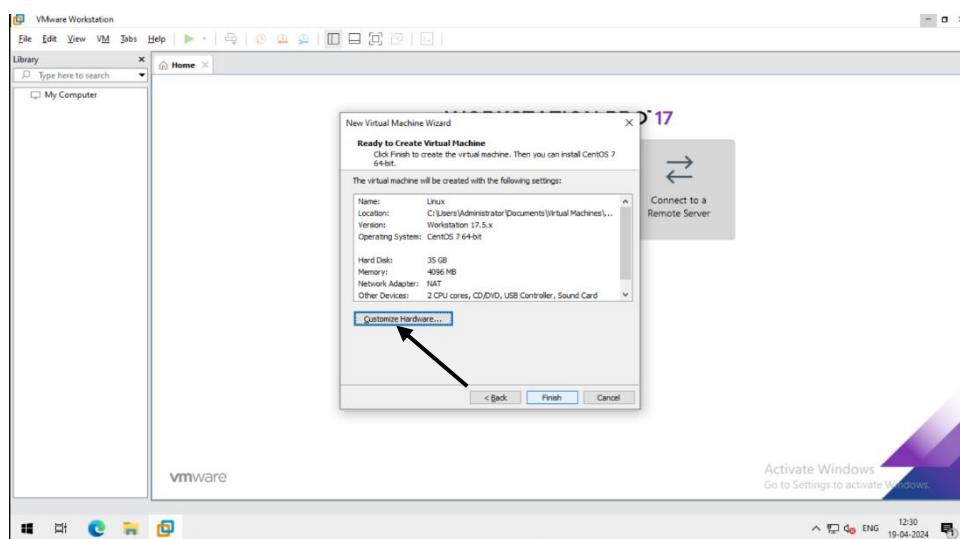 VMware Workstation
File Edit View VM Tabs Help
Library
Home
Type here to search
My Computer
17
New Virtual Machine Wizard
Ready to Create Virtual Machine
Click Finish to create the virtual machine. Then you can install CentOS 7
64-bit.
The virtual machine will be created with the following settings:
Name: Linux
Location: C:\Users\Administrator\Documents\Virtual Machines\...
Version: Workstation 17.5.x
Operating System: CentOS 7 64-bit
Hard Disk: 35 GB
Memory: 4096 MB
Network Adapter: NAT
Other Devices: 2 CPU cores, CD/DVD, USB Controller, Sound Card
Customize Hardware...
< Back Finish Cancel
Connect to a
Remote Server
vmware
Activate Windows
Go to Settings to activate Windows.
ENG
12:30
19-04-2024